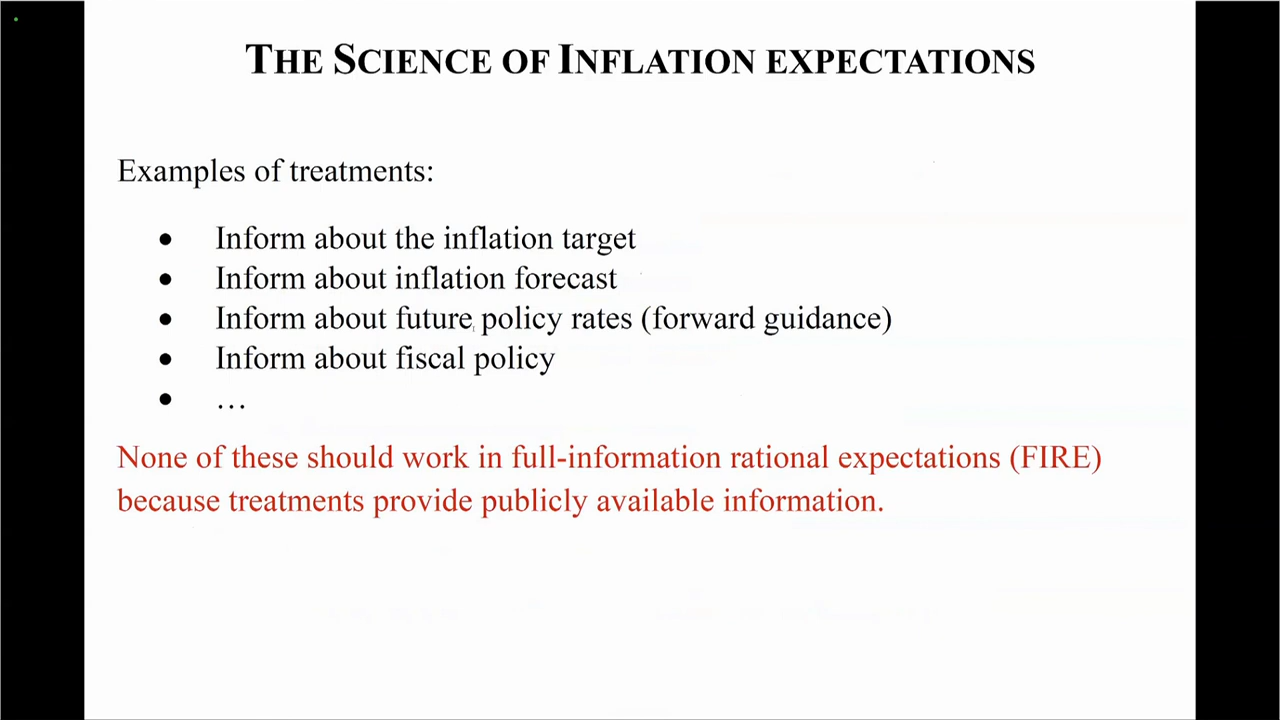 THE SCIENCE OF INFLATION EXPECTATIONS
Examples of treatments:
• Inform about the inflation target
• Inform about inflation forecast
• Inform about future policy rates (forward guidance)
• Inform about fiscal policy
• …
None of these should work in full-information rational expectations (FIRE)
because treatments provide publicly available information.